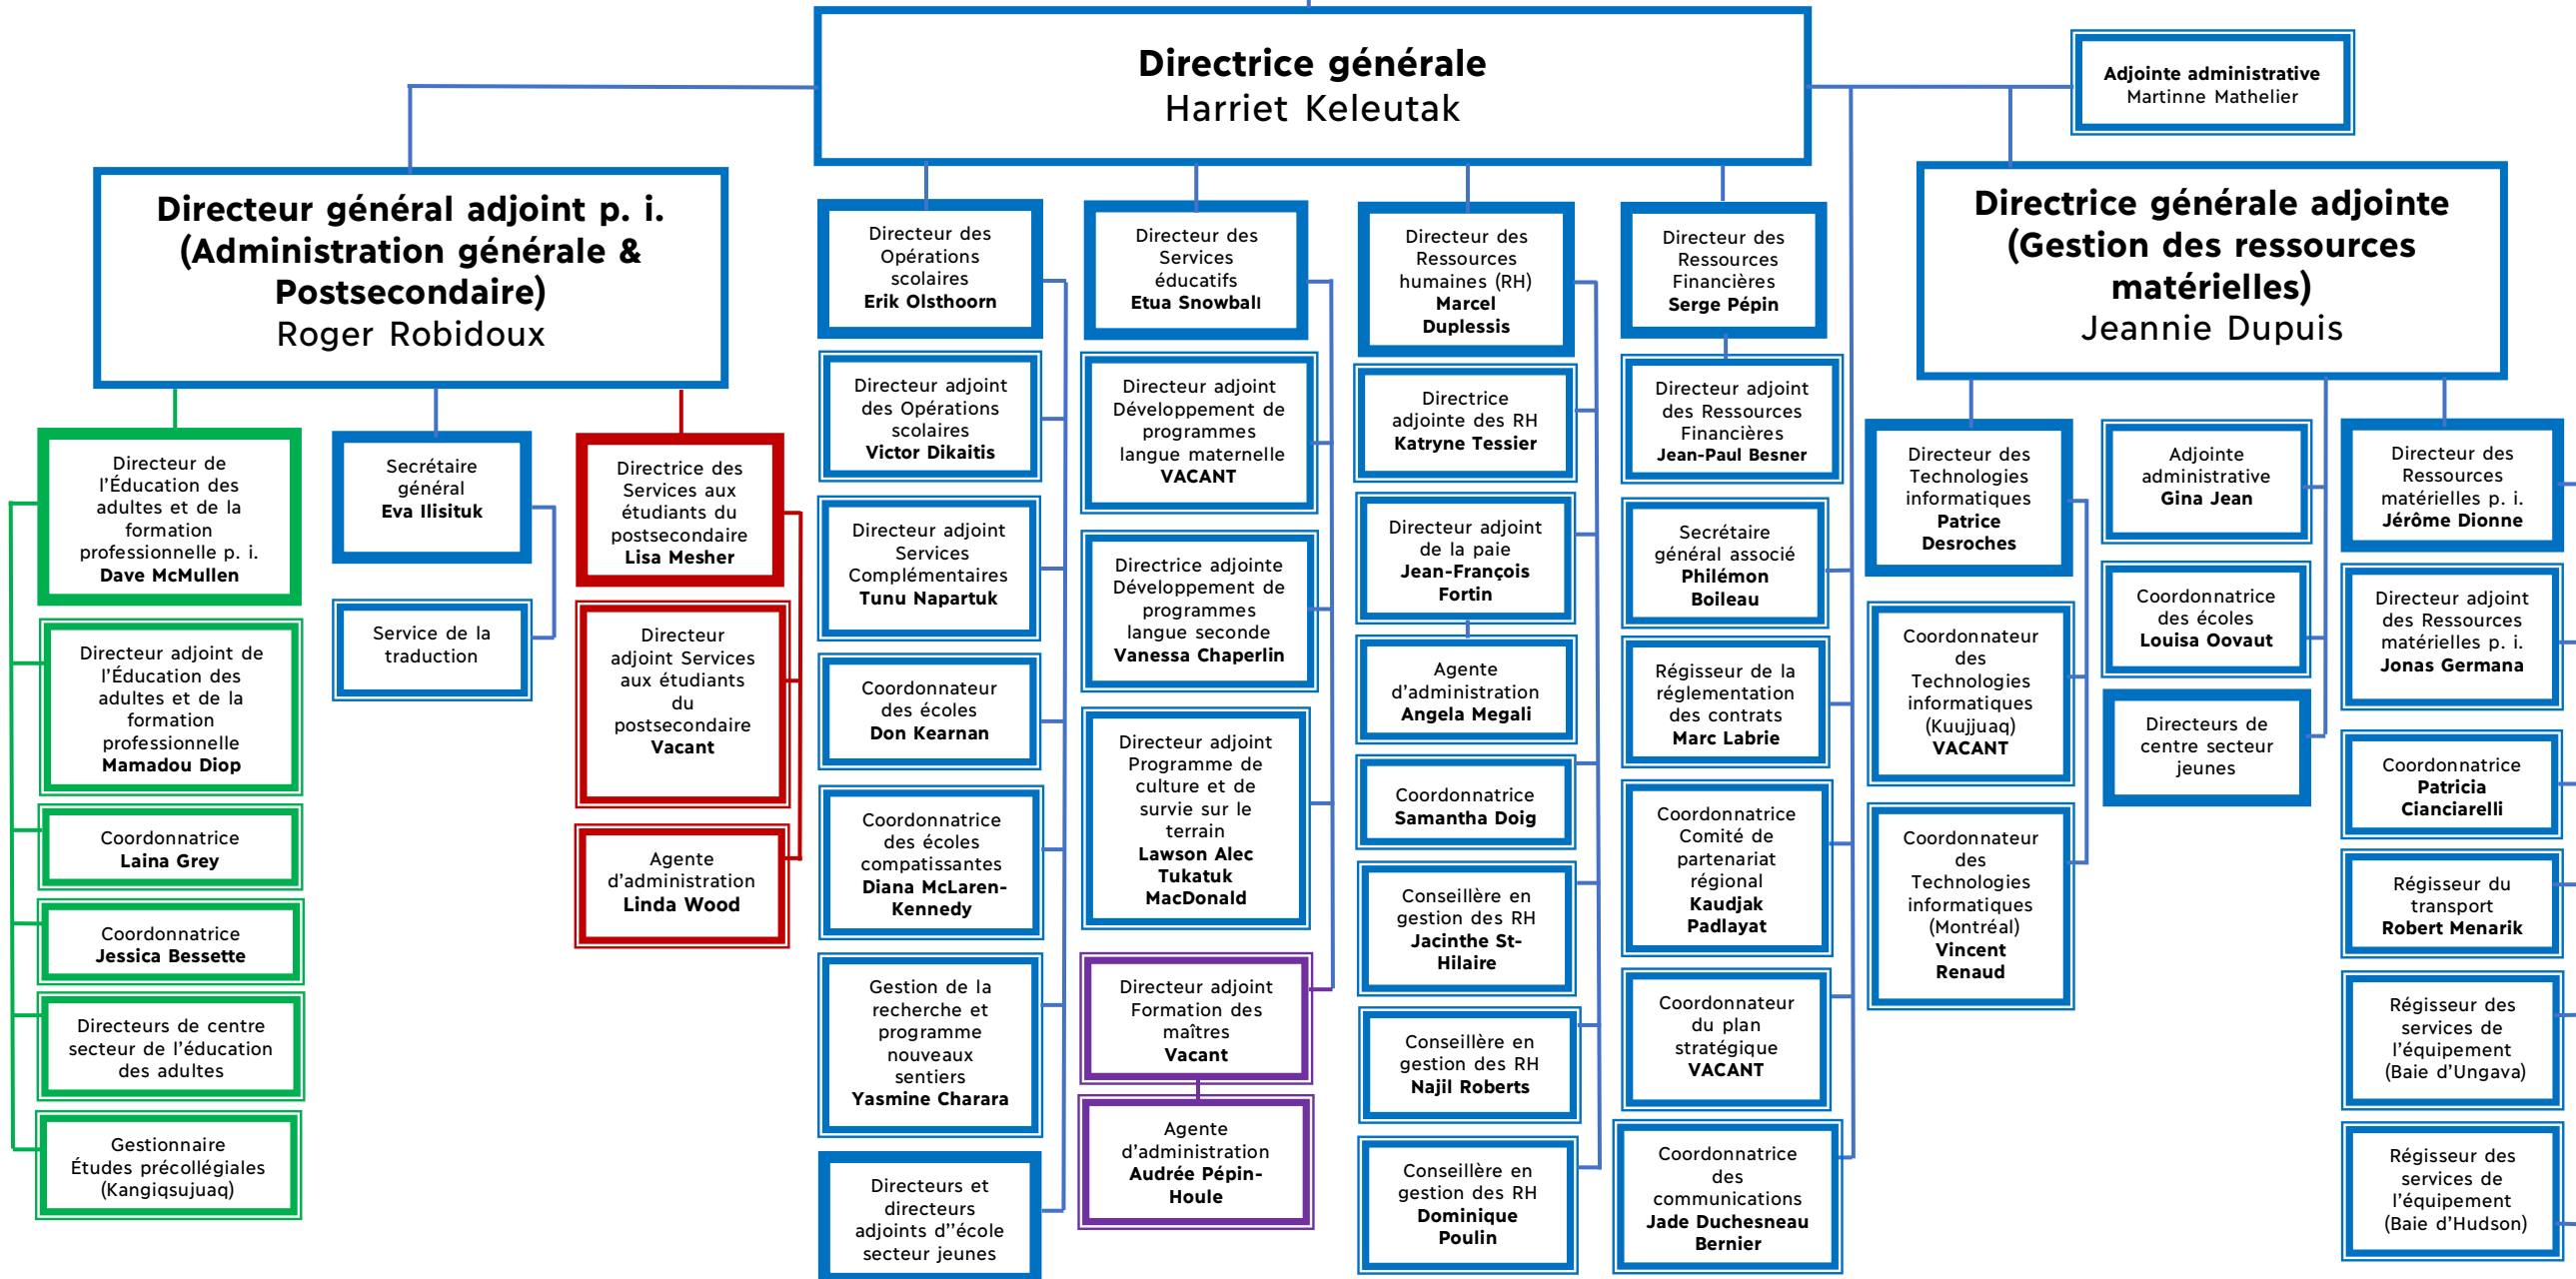 Directrice générale
Harriet Keleutak
Adjointe administrative
Martinne Mathelier
Directeur général adjoint p. i.
(Administration générale &
Postsecondaire)
Roger Robidoux
Directrice générale adjointe
(Gestion des ressources
matérielles)
Jeannie Dupuis
Directeur de
l'Éducation des
adultes et de la
formation
professionnelle p. i.
Dave McMullen
Directeur adjoint de
l'Éducation des
adultes et de la
formation
professionnelle
Mamadou Diop
Coordonnatrice
Laina Grey
Coordonnatrice
Jessica Bessette
Directeurs de centre
secteur de l'éducation
des adultes
Gestionnaire
Études précollégiales
(Kangiqsujuaq)
Secrétaire
général
Eva Ilisituk
Service de la
traduction
Directrice des
Services aux
étudiants du
postsecondaire
Lisa Mesher
Directeur
adjoint Services
aux étudiants
du
postsecondaire
Vacant
Agente
d'administration
Linda Wood
Directeur des
Opérations
scolaires
Erik Olsthoorn
Directeur adjoint
des Opérations
scolaires
Victor Dikaitis
Directeur adjoint
Services
Complémentaires
Tunu Napartuk
Coordonnateur
des écoles
Don Kearnan
Coordonnatrice
des écoles
compatissantes
Diana McLaren-
Kennedy
Gestion de la
recherche et
programme
nouveaux
sentiers
Yasmine Charara
Directeurs et
directeurs
adjoints d''école
secteur jeunes
Directeur des
Services
éducatifs
Etua Snowball
Directeur adjoint
Développement de
programmes
langue maternelle
VACANT
Directrice adjointe
Développement de
programmes
langue seconde
Vanessa Chaperlin
Directeur adjoint
Programme de
culture et de
survie sur le
terrain
Lawson Alec
Tukatuk
MacDonald
Directeur adjoint
Formation des
maîtres
Vacant
Agente
d'administration
Audrée Pépin-
Houle
Directeur des
Ressources
humaines (RH)
Marcel
Duplessis
Directrice
adjointe des RH
Katryne Tessier
Directeur adjoint
de la paie
Jean-François
Fortin
Agente
d'administration
Angela Megali
Coordonnatrice
Samantha Doig
Conseillère en
gestion des RH
Jacinthe St-
Hilaire
Conseillère en
gestion des RH
Najil Roberts
Conseillère en
gestion des RH
Dominique
Poulin
Directeur des
Ressources
Financières
Serge Pépin
Directeur adjoint
des Ressources
Financières
Jean-Paul Besner
Secrétaire
général associé
Philémon
Boileau
Régisseur de la
réglementation
des contrats
Marc Labrie
Coordonnatrice
Comité de
partenariat
régional
Kaudjak
Padlayat
Coordonnateur
du plan
stratégique
VACANT
Coordonnatrice
des
communications
Jade Duchesneau
Bernier
Directeur des
Technologies
informatiques
Patrice
Desroches
Coordonnateur
des
Technologies
informatiques
(Kuujjuaq)
VACANT
Coordonnateur
des
Technologies
informatiques
(Montréal)
Vincent
Renaud
Adjointe
administrative
Gina Jean
Coordonnatrice
des écoles
Louisa Oovaut
Directeurs de
centre secteur
jeunes
Directeur des
Ressources
matérielles p. i.
Jérôme Dionne
Directeur adjoint
des Ressources
matérielles p. i.
Jonas Germana
Coordonnatrice
Patricia
Cianciarelli
Régisseur du
transport
Robert Menarik
Régisseur des
services de
l'équipement
(Baie d'Ungava)
Régisseur des
services de
l'équipement
(Baie d'Hudson)